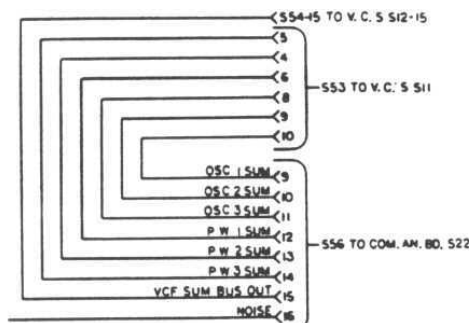 S54-15 TO V.C.'S S12-15
5
4
6
8
9
10
S53 TO V.C.'S S11
OSC 1 SUM 9
OSC 2 SUM 10
OSC 3 SUM 11
P W 1 SUM 12
P W 2 SUM 13
P W 3 SUM 14
VCF SUM BUS OUT 15
NOISE 16
S56 TO COM. AN. BD. S22